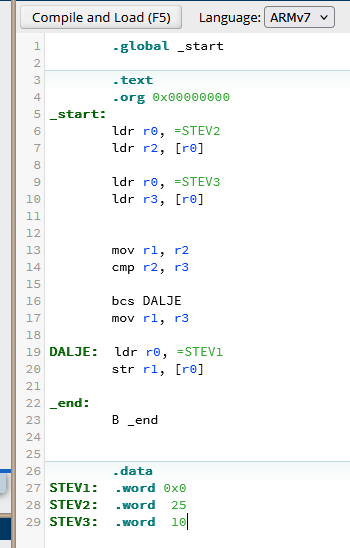 Compile and Load (F5) Language: ARMv7
1 .global _start
2
3 .text
4 .org 0x00000000
5 _start:
6 ldr r0, =STEV2
7 ldr r2, [r0]
8
9 ldr r0, =STEV3
10 ldr r3, [r0]
11
12
13 mov r1, r2
14 cmp r2, r3
15
16 bcs DALJE
17 mov r1, r3
18
19 DALJE: ldr r0, =STEV1
20 str r1, [r0]
21
22 _end:
23 B _end
24
25
26 .data
27 STEV1: .word 0x0
28 STEV2: .word 25
29 STEV3: .word 10